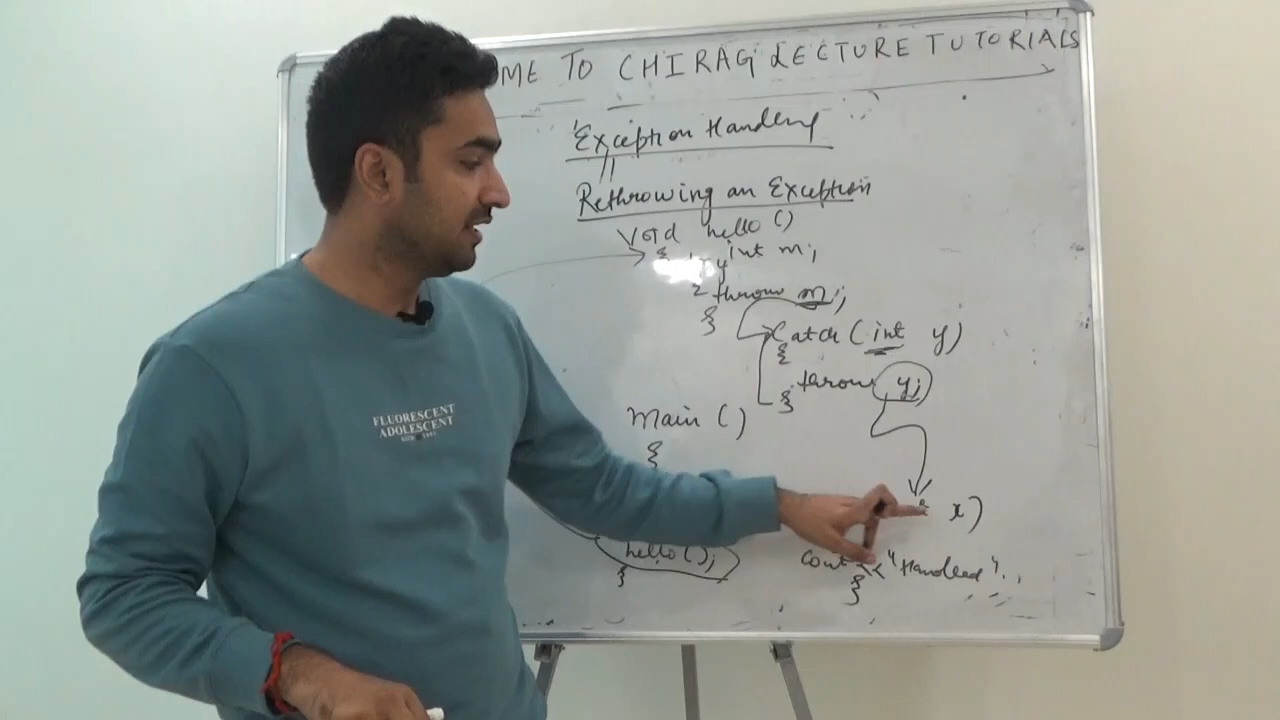 ME TO CHIRAG LECTURE TUTORIALS
Exception Handling
Rethrowing an Exception
Void hello ()
{ int m;
try
{ throw m;
}
Catch (int y)
{
throw y;
}
Main ()
{
x)
hello ();
}
cout << "Handled".
}
FLUORESCENT
ADOLESCENT